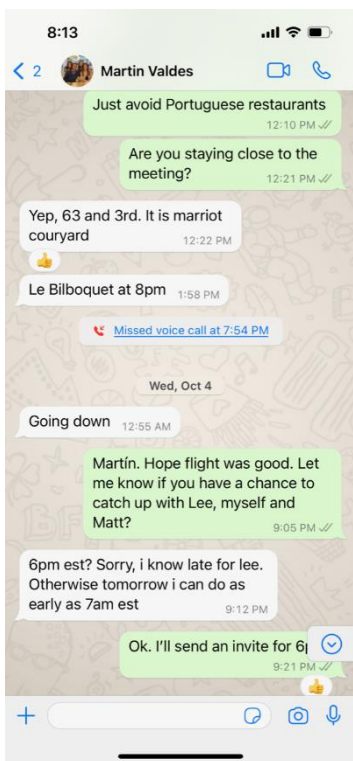 8:13
2 Martin Valdes
Just avoid Portuguese restaurants
12:10 PM
Are you staying close to the
meeting?
12:21 PM
Yep, 63 and 3rd. It is marriot
couryard
12:22 PM
Le Bilboquet at 8pm 1:58 PM
Missed voice call at 7:54 PM
Wed, Oct 4
Going down 12:55 AM
Martín. Hope flight was good. Let
me know if you have a chance to
catch up with Lee, myself and
Matt?
9:05 PM
6pm est? Sorry, i know late for lee.
Otherwise tomorrow i can do as
early as 7am est
9:12 PM
Ok. I'll send an invite for
9:21 PM